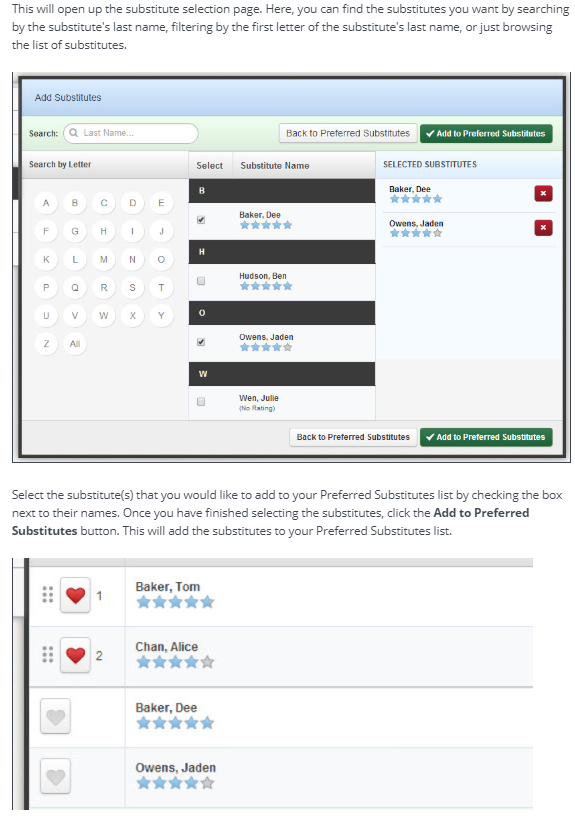 This will open up the substitute selection page. Here, you can find the substitutes you want by searching
by the substitute's last name, filtering by the first letter of the substitute's last name, or just browsing
the list of substitutes.
Add Substitutes
Search: Last Name...
Back to Preferred Substitutes
Add to Preferred Substitutes
Search by Letter
A B C D E
F G H I J
K L M N O
P Q R S T
U V W X Y
Z All
Select Substitute Name
B
Baker, Dee
H
Hudson, Ben
O
Owens, Jaden
W
Wen, Julie
(No Rating)
SELECTED SUBSTITUTES
Baker, Dee
Owens, Jaden
Back to Preferred Substitutes
Add to Preferred Substitutes
Select the substitute(s) that you would like to add to your Preferred Substitutes list by checking the box
next to their names. Once you have finished selecting the substitutes, click the Add to Preferred
Substitutes button. This will add the substitutes to your Preferred Substitutes list.
1 Baker, Tom
2 Chan, Alice
Baker, Dee
Owens, Jaden